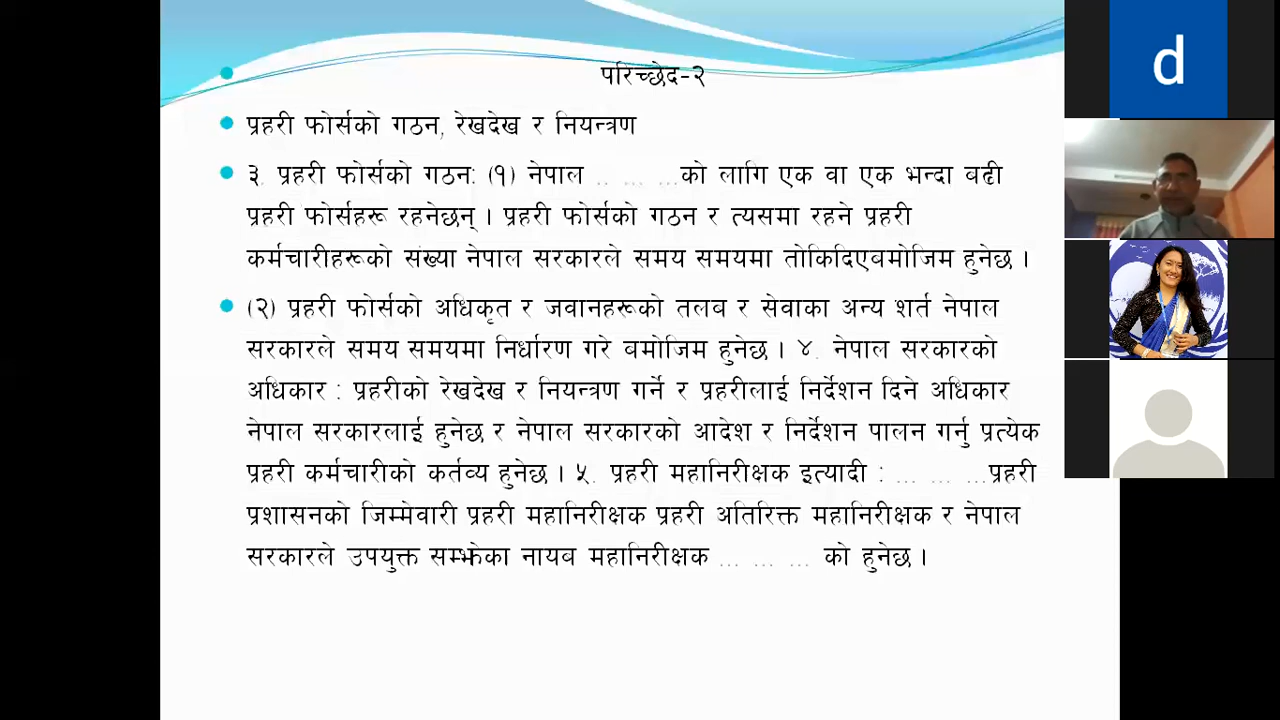 परिच्छेद-२
प्रहरी फोर्सको गठन, रेखदेख र नियन्त्रण
३. प्रहरी फोर्सको गठन: (१) नेपाल .. ... ...को लागि एक वा एक भन्दा बढी
प्रहरी फोर्सहरू रहनेछन् । प्रहरी फोर्सको गठन र त्यसमा रहने प्रहरी
कर्मचारीहरूको संख्या नेपाल सरकारले समय समयमा तोकिदिएबमोजिम हुनेछ ।
(२) प्रहरी फोर्सको अधिकृत र जवानहरूको तलब र सेवाका अन्य शर्त नेपाल
सरकारले समय समयमा निर्धारण गरे बमोजिम हुनेछ । ४. नेपाल सरकारको
अधिकार : प्रहरीको रेखदेख र नियन्त्रण गर्ने र प्रहरीलाई निर्देशन दिने अधिकार
नेपाल सरकारलाई हुनेछ र नेपाल सरकारको आदेश र निर्देशन पालन गर्नु प्रत्येक
प्रहरी कर्मचारीको कर्तव्य हुनेछ । ५. प्रहरी महानिरीक्षक इत्यादी : ... ... ...प्रहरी
प्रशासनको जिम्मेवारी प्रहरी महानिरीक्षक प्रहरी अतिरिक्त महानिरीक्षक र नेपाल
सरकारले उपयुक्त सम्झेका नायब महानिरीक्षक ... ... ... को हुनेछ ।
d